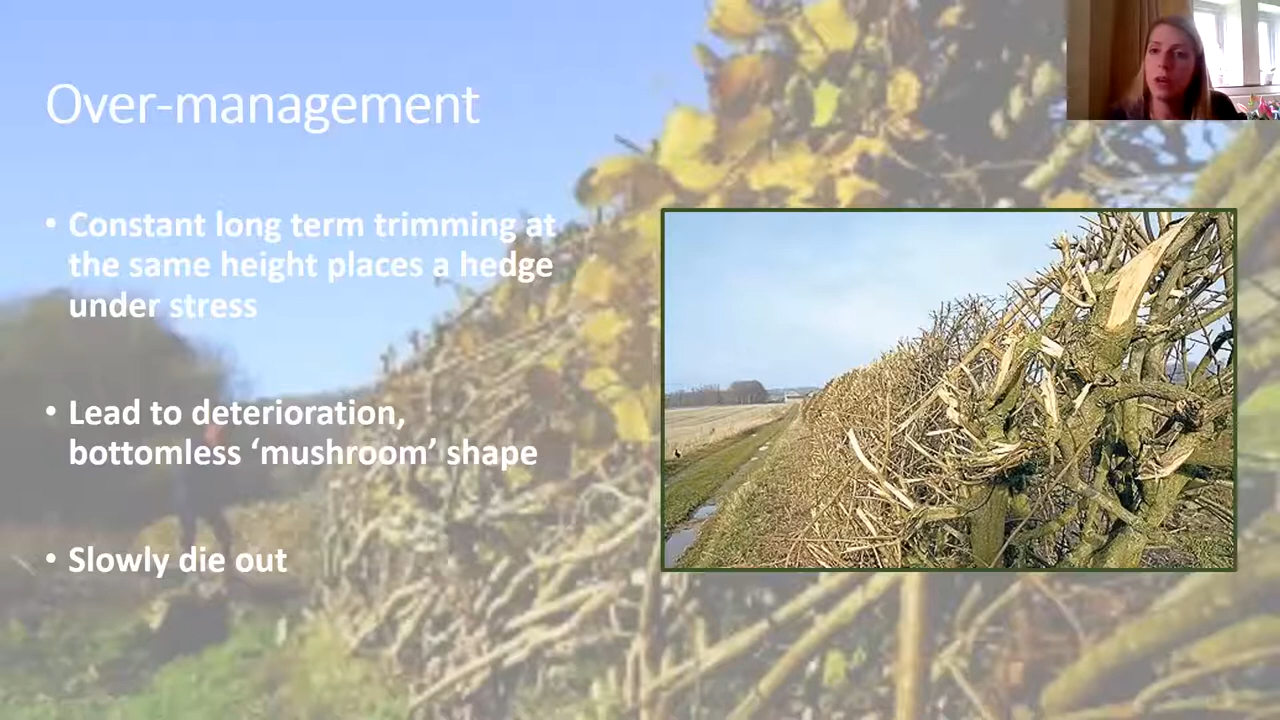 Over-management
• Constant long term trimming at
the same height places a hedge
under stress
• Lead to deterioration,
bottomless ‘mushroom’ shape
• Slowly die out